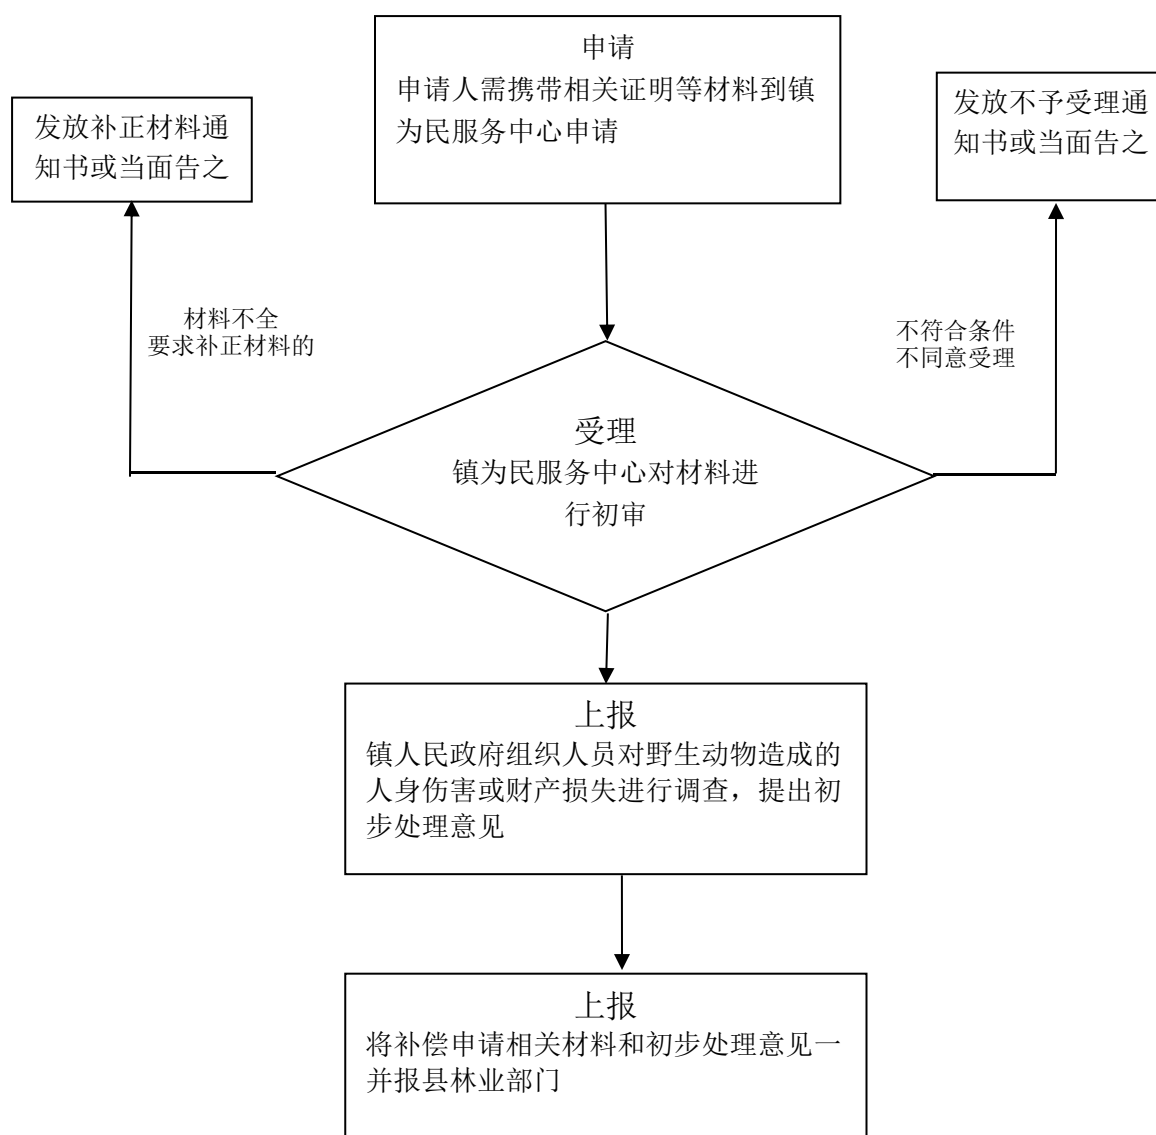 申请
申请人需携带相关证明等材料到镇
为民服务中心申请
发放补正材料通
知书或当面告之
发放不予受理通
知书或当面告之
材料不全
要求补正材料的
不符合条件
不同意受理
受理
镇为民服务中心对材料进
行初审
上报
镇人民政府组织人员对野生动物造成的
人身伤害或财产损失进行调查，提出初
步处理意见
上报
将补偿申请相关材料和初步处理意见一
并报县林业部门